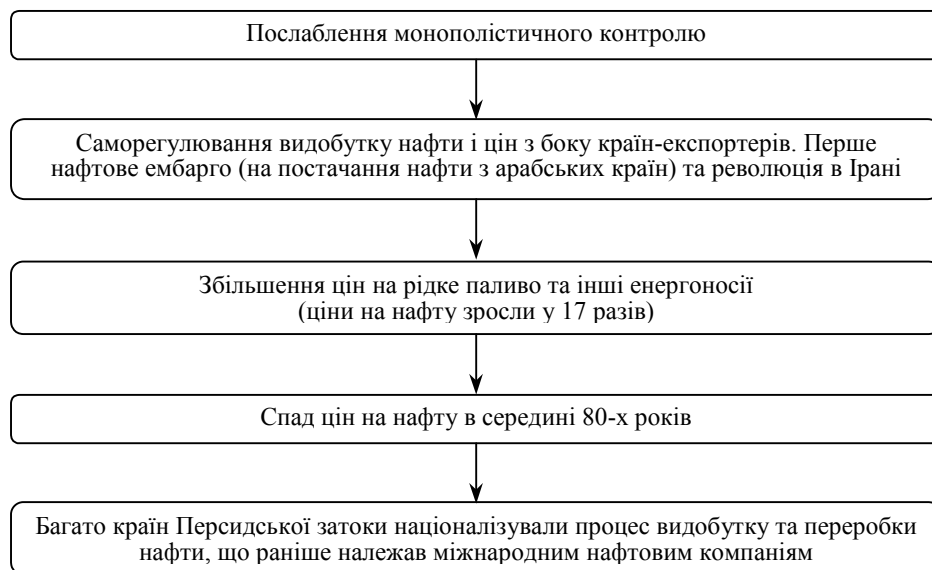 Послаблення монополістичного контролю
Саморегулювання видобутку нафти і цін з боку країн-експортерів. Перше
нафтове ембарго (на постачання нафти з арабських країн) та революція в Ірані
Збільшення цін на рідке паливо та інші енергоносії
(ціни на нафту зросли у 17 разів)
Спад цін на нафту в середині 80-х років
Багато країн Персидської затоки націоналізували процес видобутку та переробки
нафти, що раніше належав міжнародним нафтовим компаніям